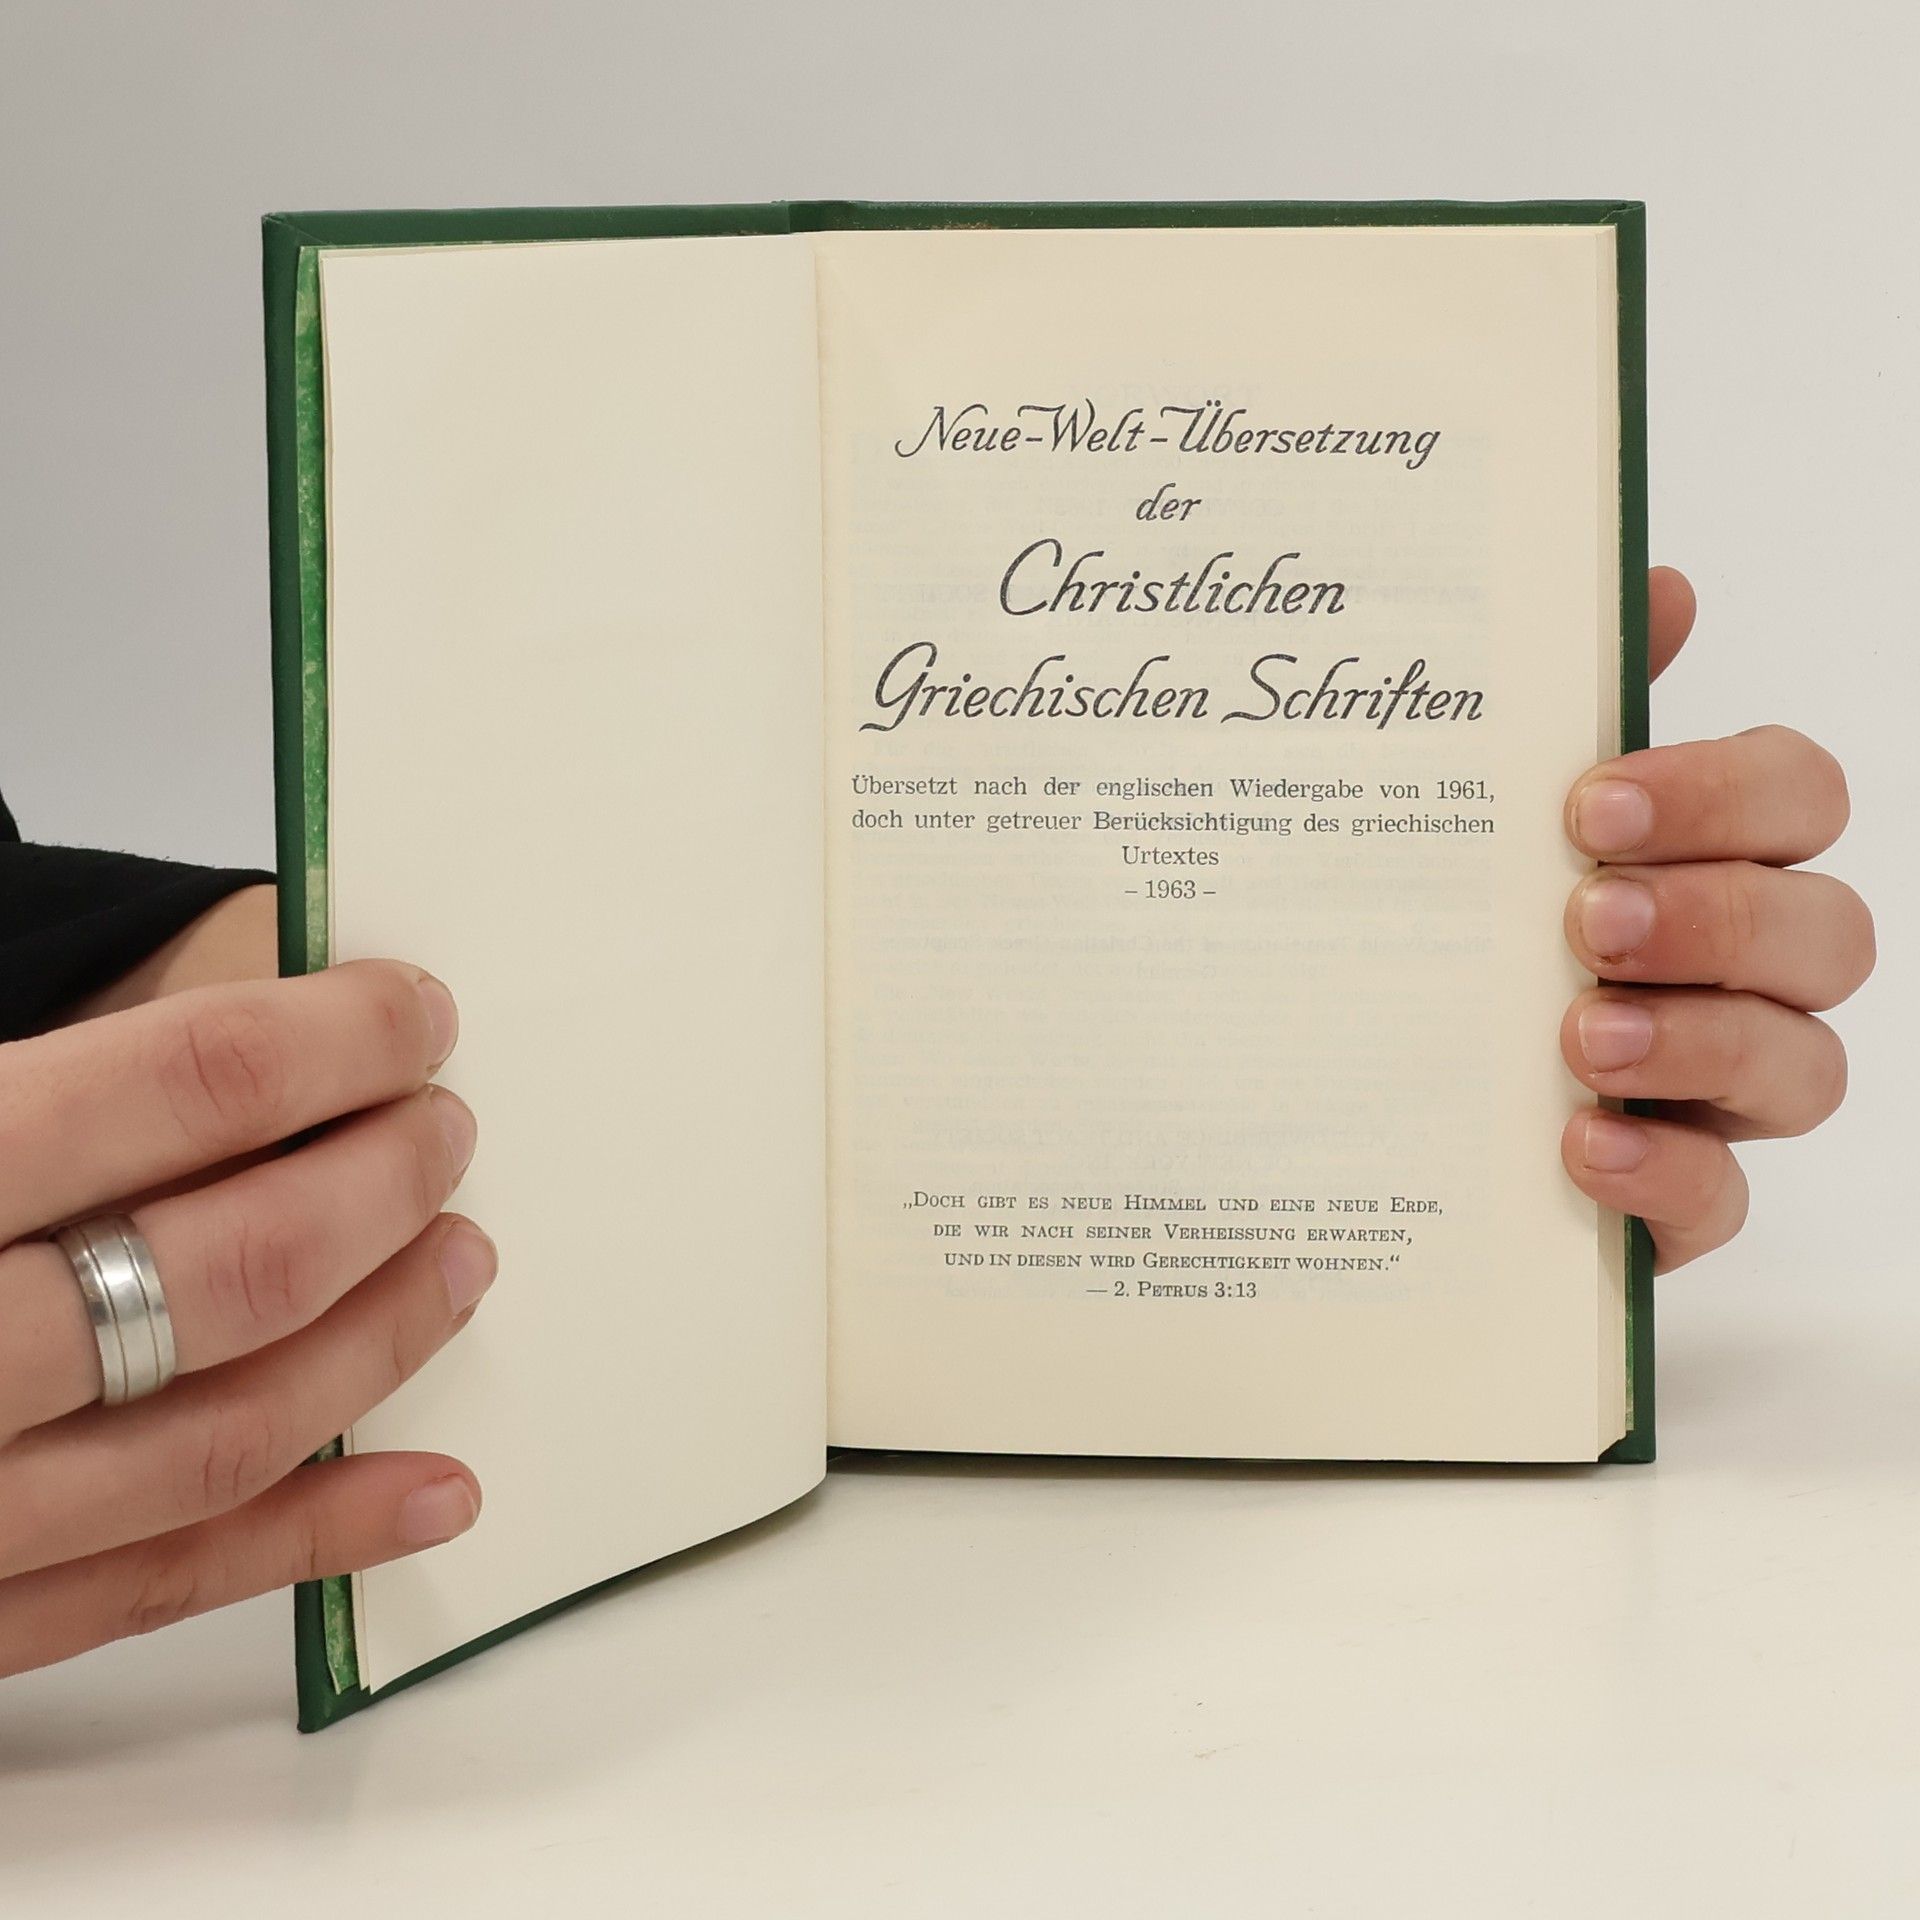 Neue-Welt-Übersetzung
der
Christlichen
Griechischen Schriften
Übersetzt nach der englischen Wiedergabe von 1961,
doch unter getreuer Berücksichtigung des griechischen
Urtextes
– 1963 –
„Doch gibt es neue Himmel und eine neue Erde,
die wir nach seiner Verheissung erwarten,
und in diesen wird Gerechtigkeit wohnen.“
— 2. Petrus 3:13